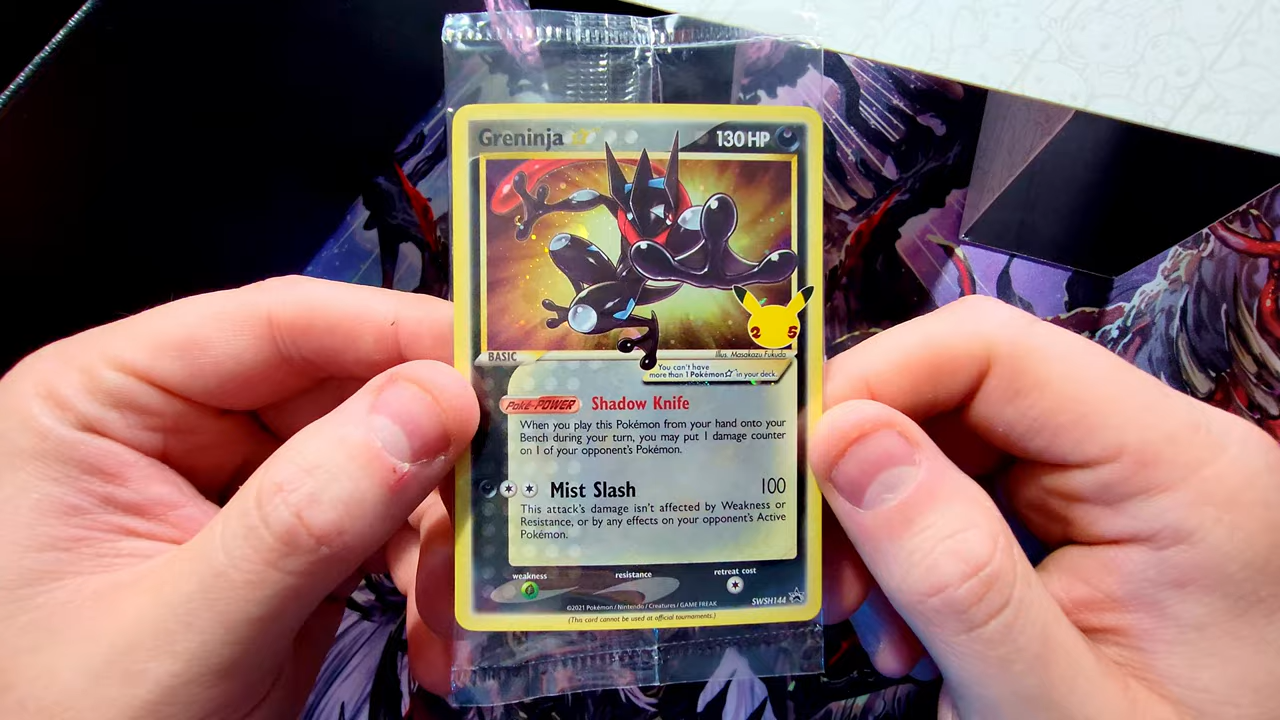 Greninja ☆ 130 HP
25
BASIC
Illus. Masakazu Fukuda
You can't have
more than 1 Pokémon☆ in your deck.
Poké-POWER Shadow Knife
When you play this Pokémon from your hand onto your
Bench during your turn, you may put 1 damage counter
on 1 of your opponent's Pokémon.
Mist Slash 100
This attack's damage isn't affected by Weakness or
Resistance, or by any effects on your opponent's Active
Pokémon.
weakness resistance retreat cost
©2021 Pokémon / Nintendo / Creatures / GAME FREAK SWSH144
(This card cannot be used at official tournaments.)